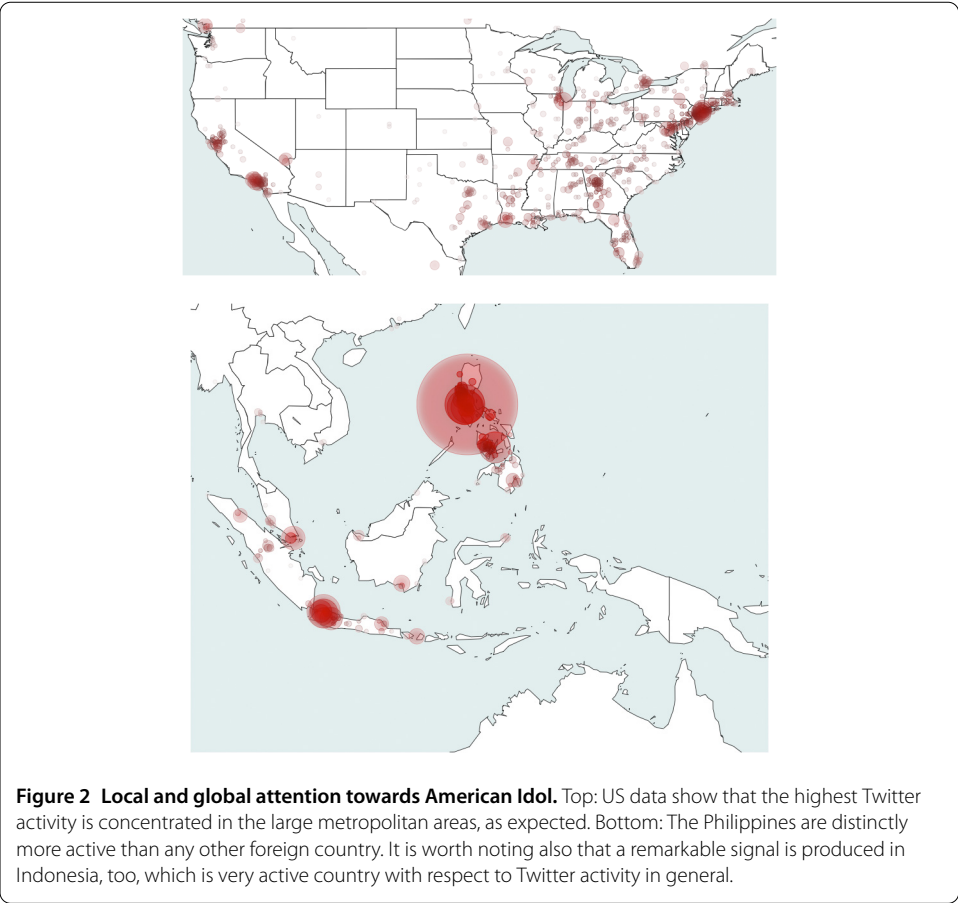 Figure 2 Local and global attention towards American Idol. Top: US data show that the highest Twitter
activity is concentrated in the large metropolitan areas, as expected. Bottom: The Philippines are distinctly
more active than any other foreign country. It is worth noting also that a remarkable signal is produced in
Indonesia, too, which is very active country with respect to Twitter activity in general.